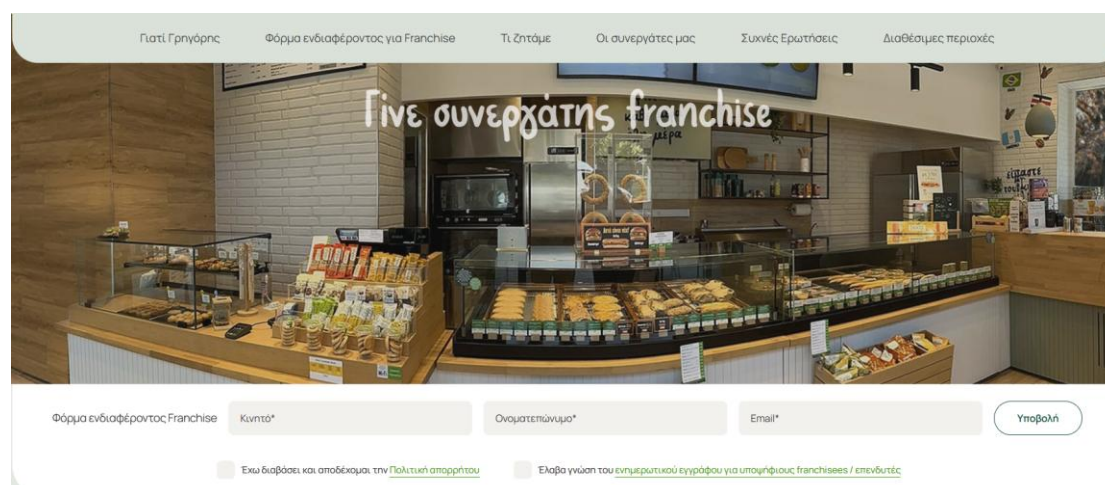 Γιατί Γρηγόρης Φόρμα ενδιαφέροντος για Franchise Τι ζητάμε Οι συνεργάτες μας Συχνές Ερωτήσεις Διαθέσιμες περιοχές
Γίνε συνεργάτης franchise
Φόρμα ενδιαφέροντος Franchise Κινητό* Ονοματεπώνυμο* Email* Υποβολή
Έχω διαβάσει και αποδέχομαι την Πολιτική απορρήτου Έλαβα γνώση του ενημερωτικού εγγράφου για υποψήφιους franchisees / επενδυτές